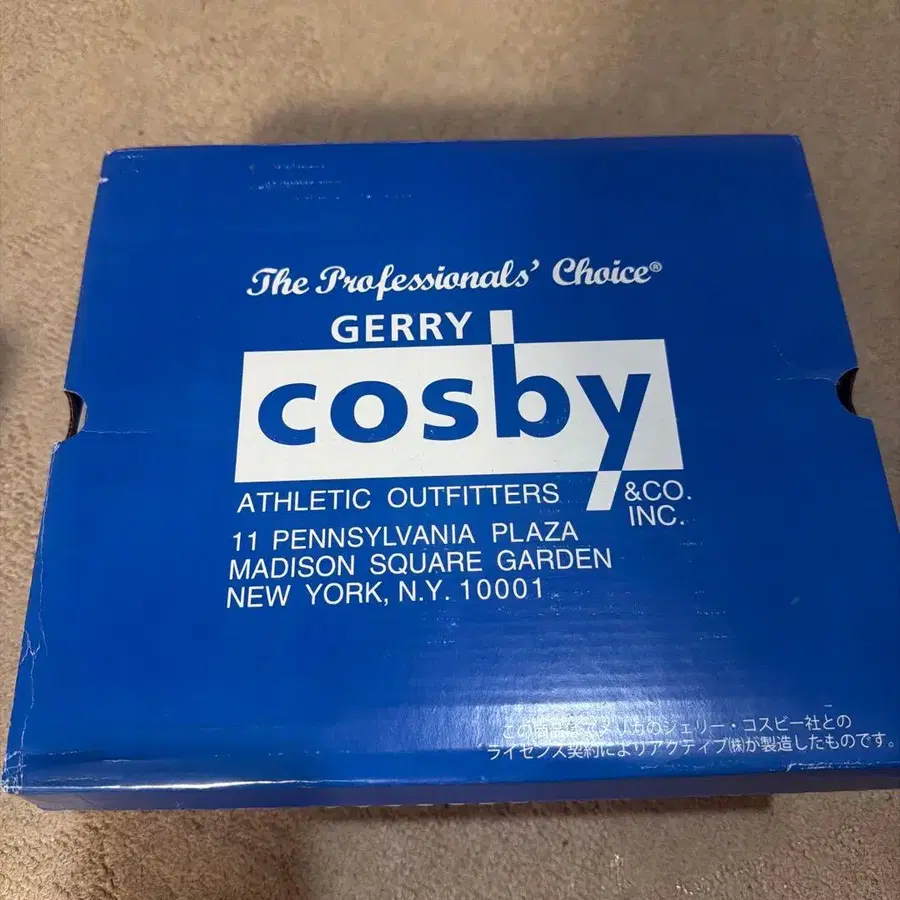 The Professionals' Choice®
GERRY
cosby
ATHLETIC OUTFITTERS &CO. INC.
11 PENNSYLVANIA PLAZA
MADISON SQUARE GARDEN
NEW YORK, N.Y. 10001
この商品はアメリカのジェリー・コスビー社との
ライセンス契約によりアクティブ㈱が製造したものです。